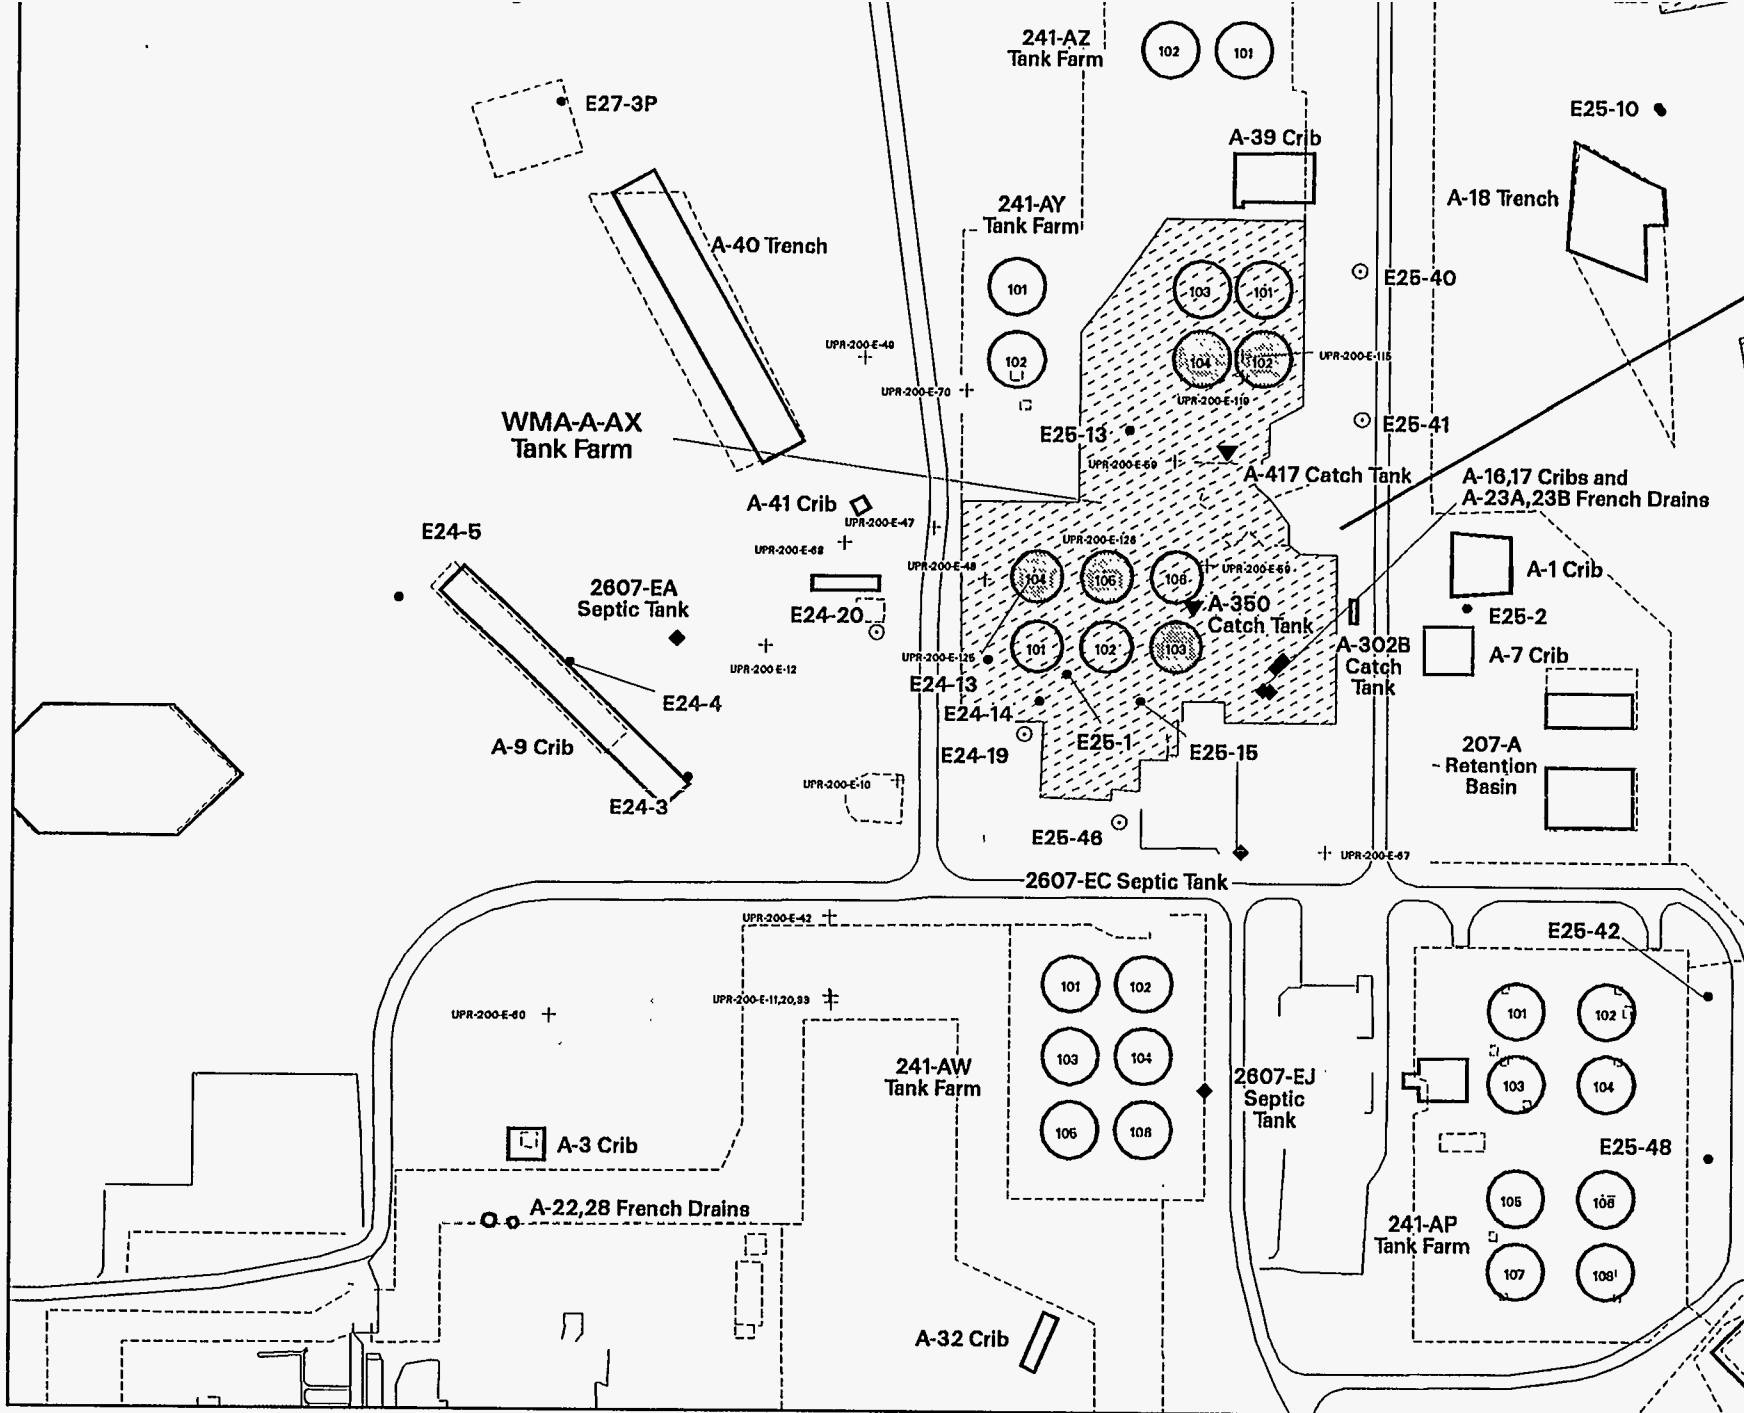 241-AZ
Tank Farm
102
101
E27-3P
E25-10
A-39 Crib
A-18 Trench
241-AY
Tank Farm
A-40 Trench
101
103
101
E25-40
UPR-200-E-49
102
104
102
UPR-200-E-115
UPR-200-E-70
UPR-200-E-119
WMA-A-AX
Tank Farm
E25-13
E25-41
UPR-200-E-59
A-417 Catch Tank
A-16,17 Cribs and
A-23A,23B French Drains
A-41 Crib
UPR-200-E-47
E24-5
UPR-200-E-68
UPR-200-E-126
UPR-200-E-48
104
105
106
UPR-200-E-59
A-1 Crib
2607-EA
Septic Tank
E24-20
A-350
Catch Tank
E25-2
UPR-200-E-125
101
102
103
A-302B
Catch
Tank
A-7 Crib
UPR-200-E-12
E24-13
E24-4
E24-14
A-9 Crib
E24-19
E25-1
E25-15
207-A
Retention
Basin
UPR-200-E-10
E24-3
E25-46
UPR-200-E-67
2607-EC Septic Tank
UPR-200-E-42
E25-42
101
102
UPR-200-E-11,20,33
UPR-200-E-60
101
102
241-AW
Tank Farm
103
104
2607-EJ
Septic
Tank
103
104
105
106
A-3 Crib
E25-48
A-22,28 French Drains
105
106
241-AP
Tank Farm
107
108
A-32 Crib